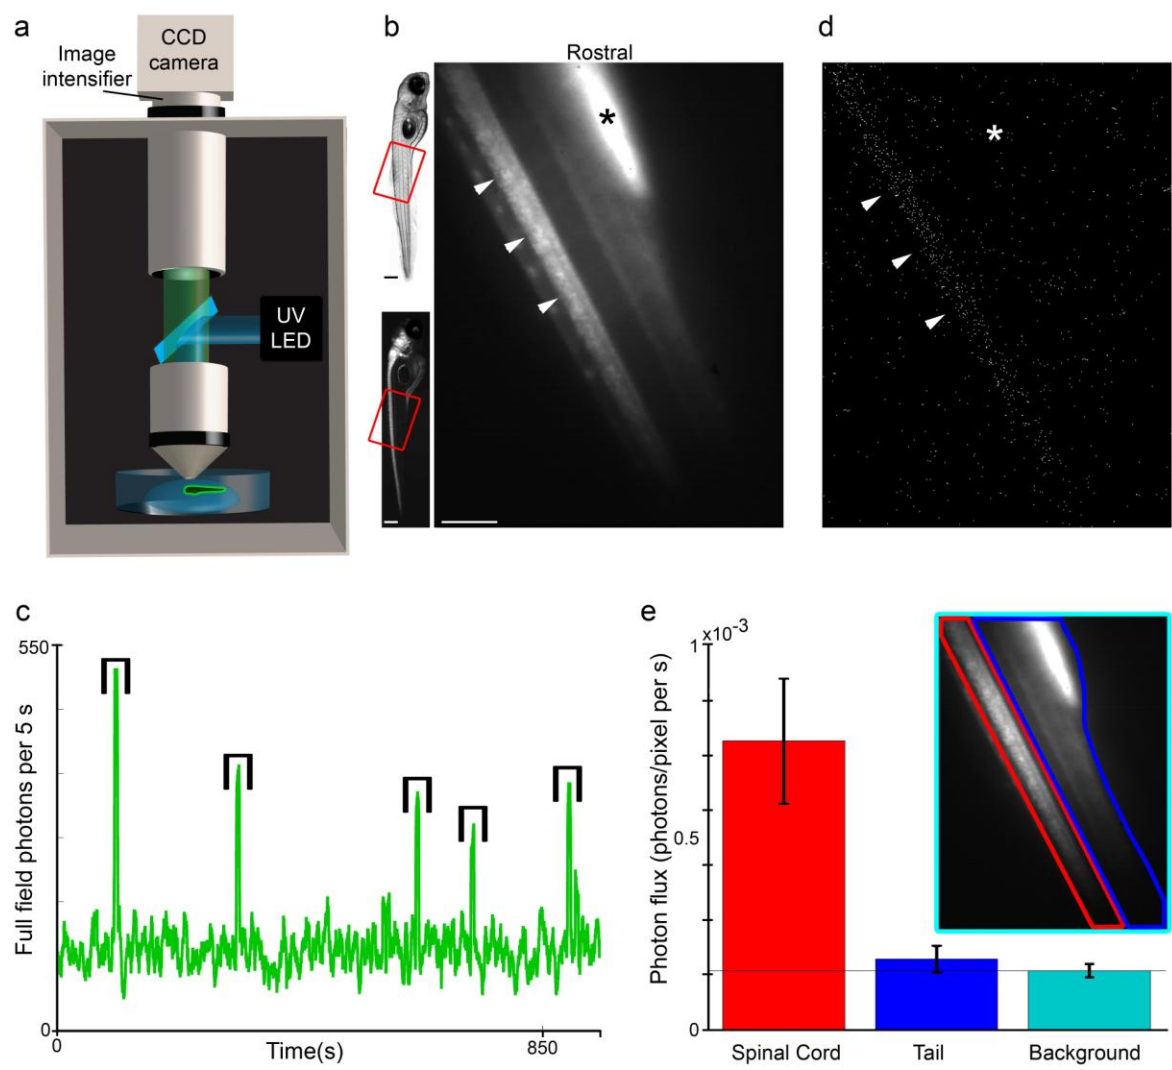 a
Image
intensifier
CCD
camera
UV
LED
b
Rostral
*
d
*
c
550
Full field photons per 5 s
0
0
Time(s)
850
e
1
x10-3
Photon flux (photons/pixel per s)
0.5
0
Spinal Cord
Tail
Background